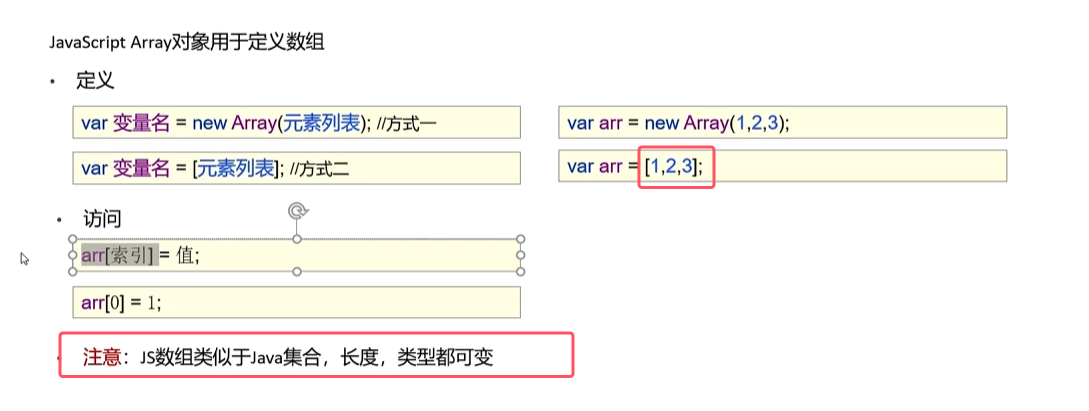 JavaScript Array对象用于定义数组
• 定义
var 变量名 = new Array(元素列表); //方式一
var arr = new Array(1,2,3);
var 变量名 = [元素列表]; //方式二
var arr = [1,2,3];
• 访问
arr[索引] = 值;
arr[0] = 1;
注意：JS数组类似于Java集合，长度，类型都可变